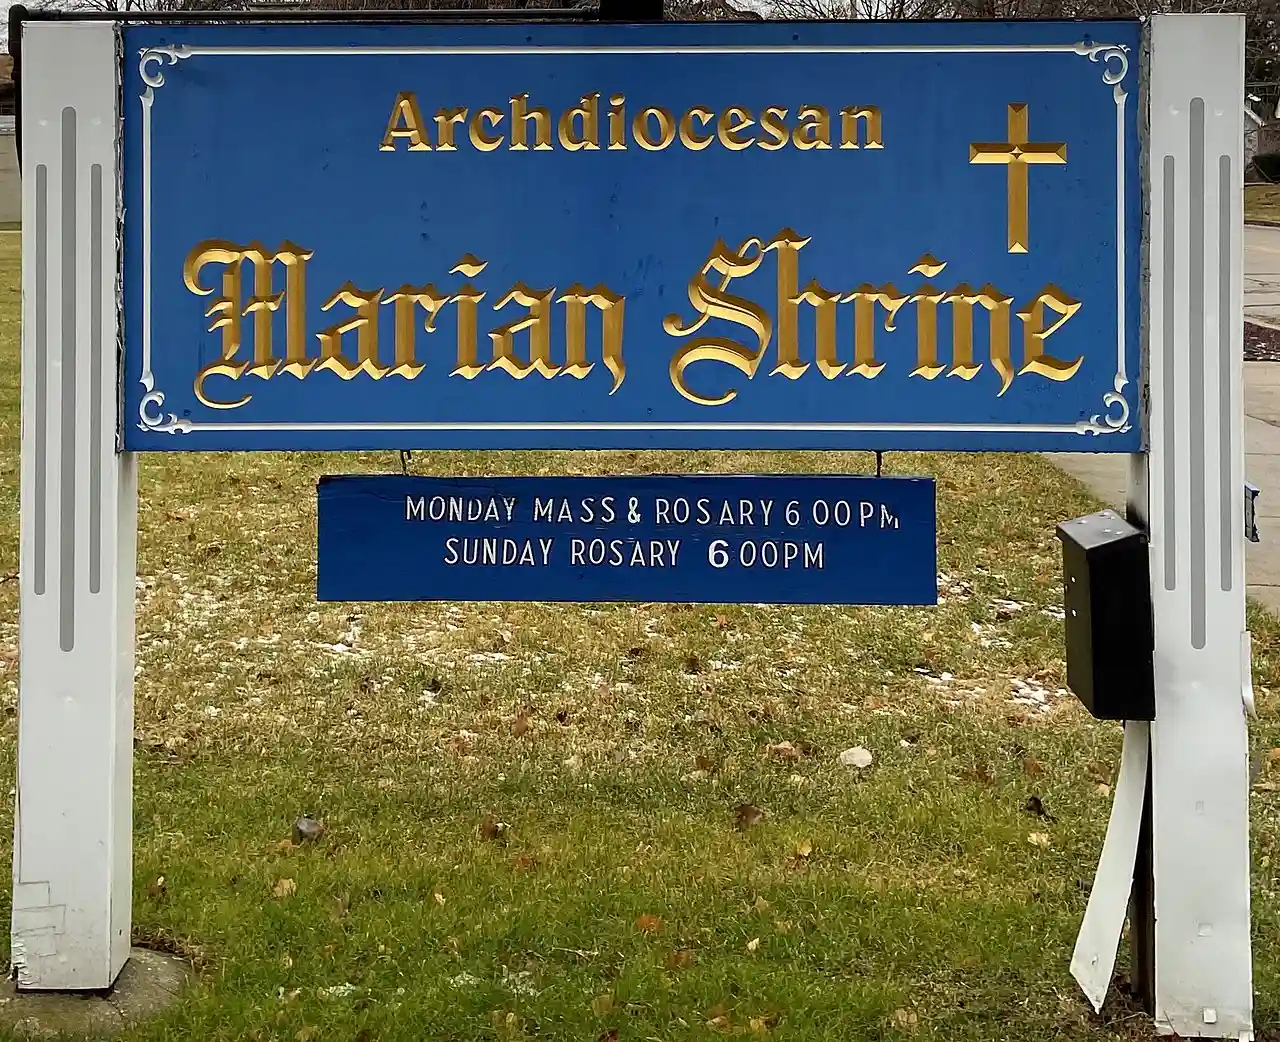 Archdiocesan
Marian Shrine
MONDAY MASS & ROSARY 6 00PM
SUNDAY ROSARY 6:00PM